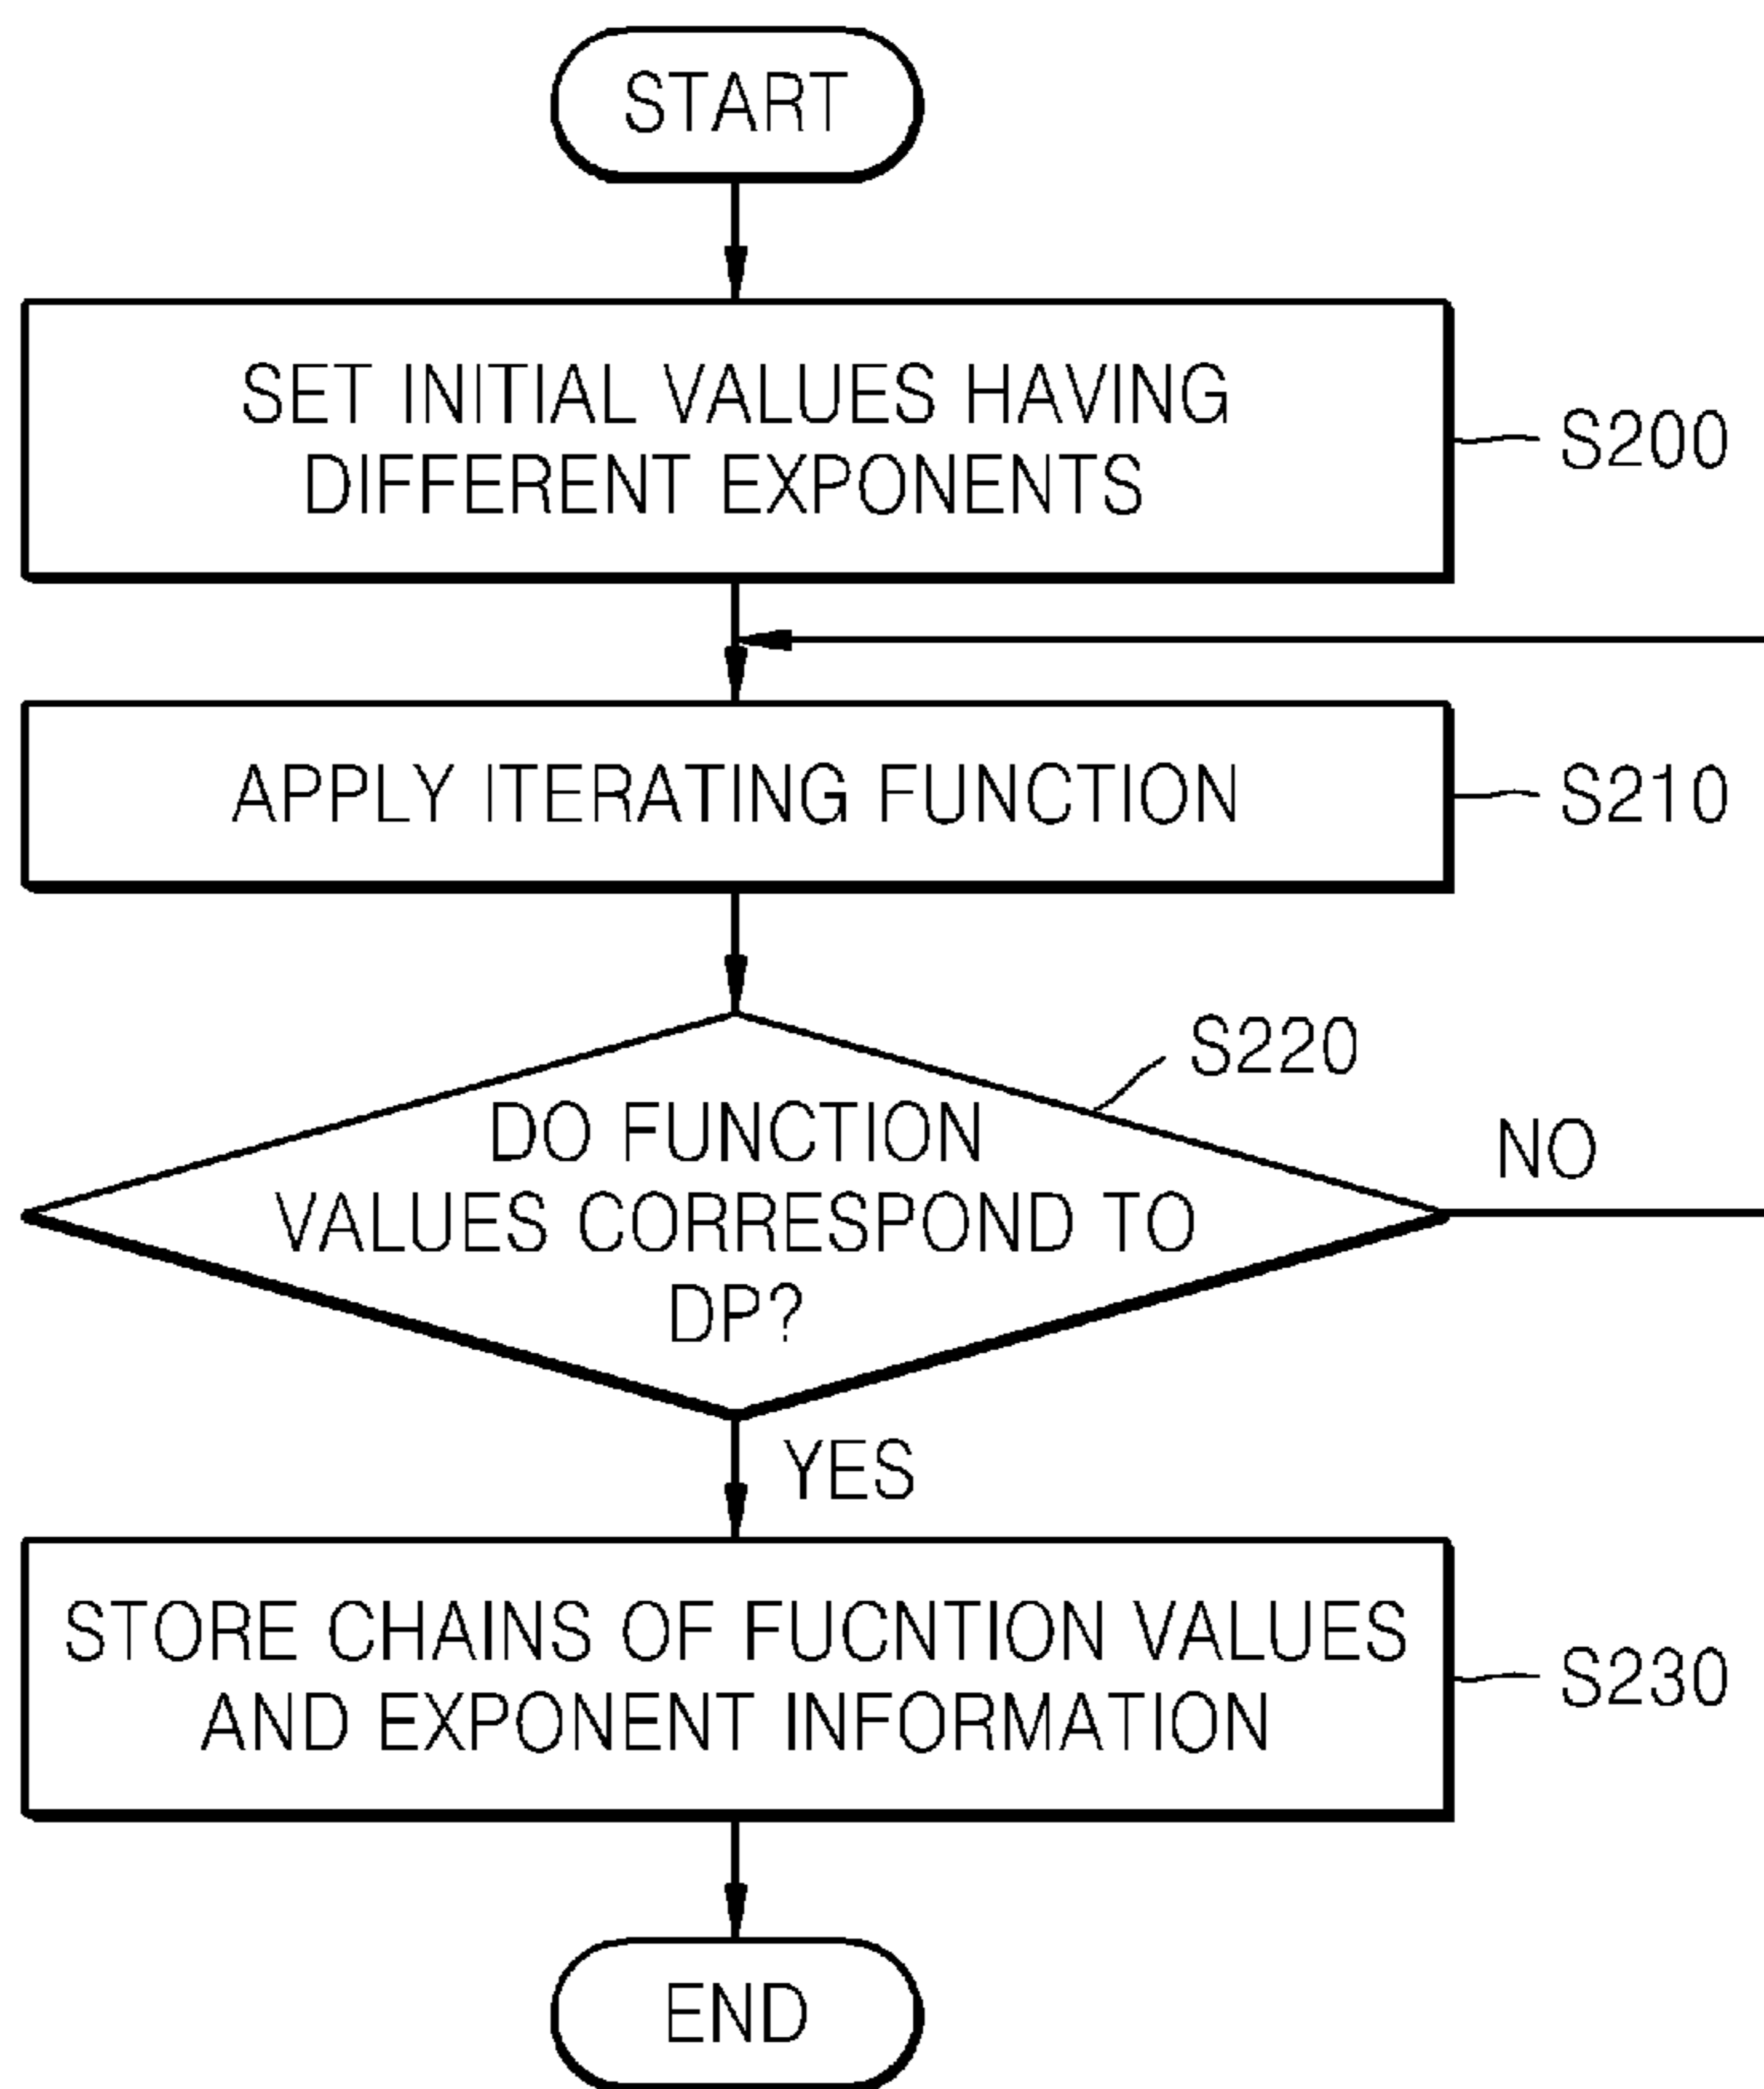 START
SET INITIAL VALUES HAVING
DIFFERENT EXPONENTS
S200
APPLY ITERATING FUNCTION
S210
S220
DO FUNCTION
VALUES CORRESPOND TO
DP?
NO
YES
STORE CHAINS OF FUCNTION VALUES
AND EXPONENT INFORMATION
S230
END